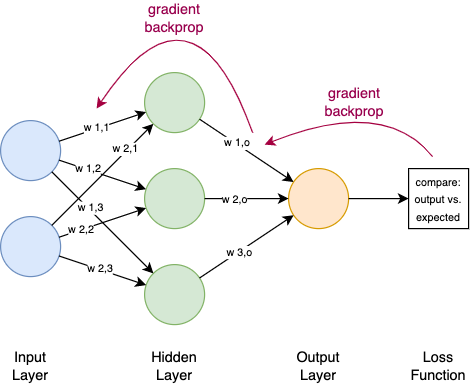 gradient
backprop
gradient
backprop
w 1,1
w 2,1
w 1,2
w 1,3
w 2,2
w 2,3
w 1,o
w 2,o
w 3,o
compare:
output vs.
expected
Input
Layer
Hidden
Layer
Output
Layer
Loss
Function